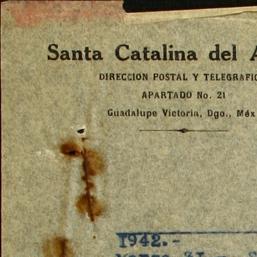 Santa Catalina del A
DIRECCION POSTAL Y TELEGRAFIC
APARTADO No. 21
Guadalupe Victoria, Dgo., Méx
1942.-